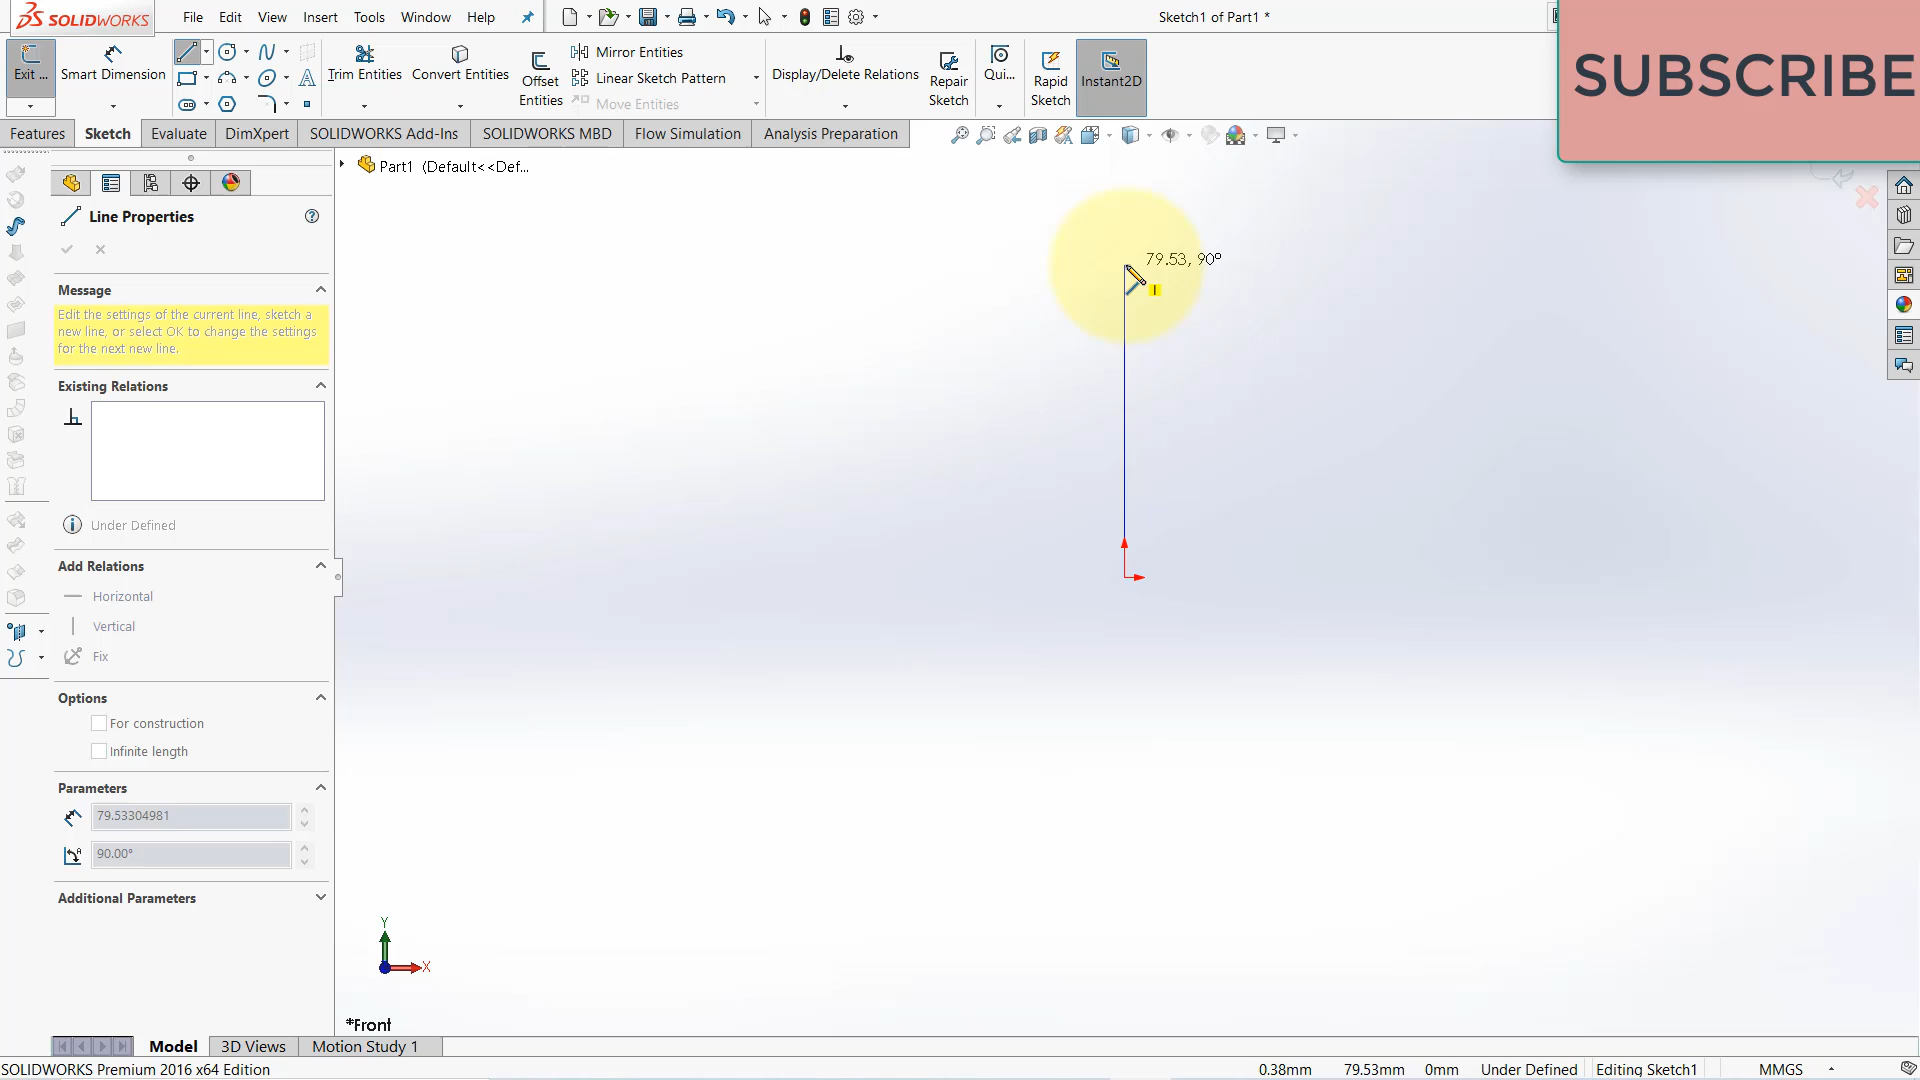 SOLIDWORKS File Edit View Insert Tools Window Help Sketch1 of Part1 *
SUBSCRIBE
Exit ... Smart Dimension Trim Entities Convert Entities Offset Entities Mirror Entities Linear Sketch Pattern Move Entities Display/Delete Relations Repair Sketch Qui... Rapid Sketch Instant2D
Features Sketch Evaluate DimXpert SOLIDWORKS Add-Ins SOLIDWORKS MBD Flow Simulation Analysis Preparation
Part1 (Default<<Def...
Line Properties
Message
Edit the settings of the current line, sketch a
new line, or select OK to change the settings
for the next new line.
Existing Relations
Under Defined
Add Relations
Horizontal
Vertical
Fix
Options
For construction
Infinite length
Parameters
79.53304981
90.00°
Additional Parameters
79.53, 90°
Y
X
*Front
Model 3D Views Motion Study 1
SOLIDWORKS Premium 2016 x64 Edition 0.38mm 79.53mm 0mm Under Defined Editing Sketch1 MMGS